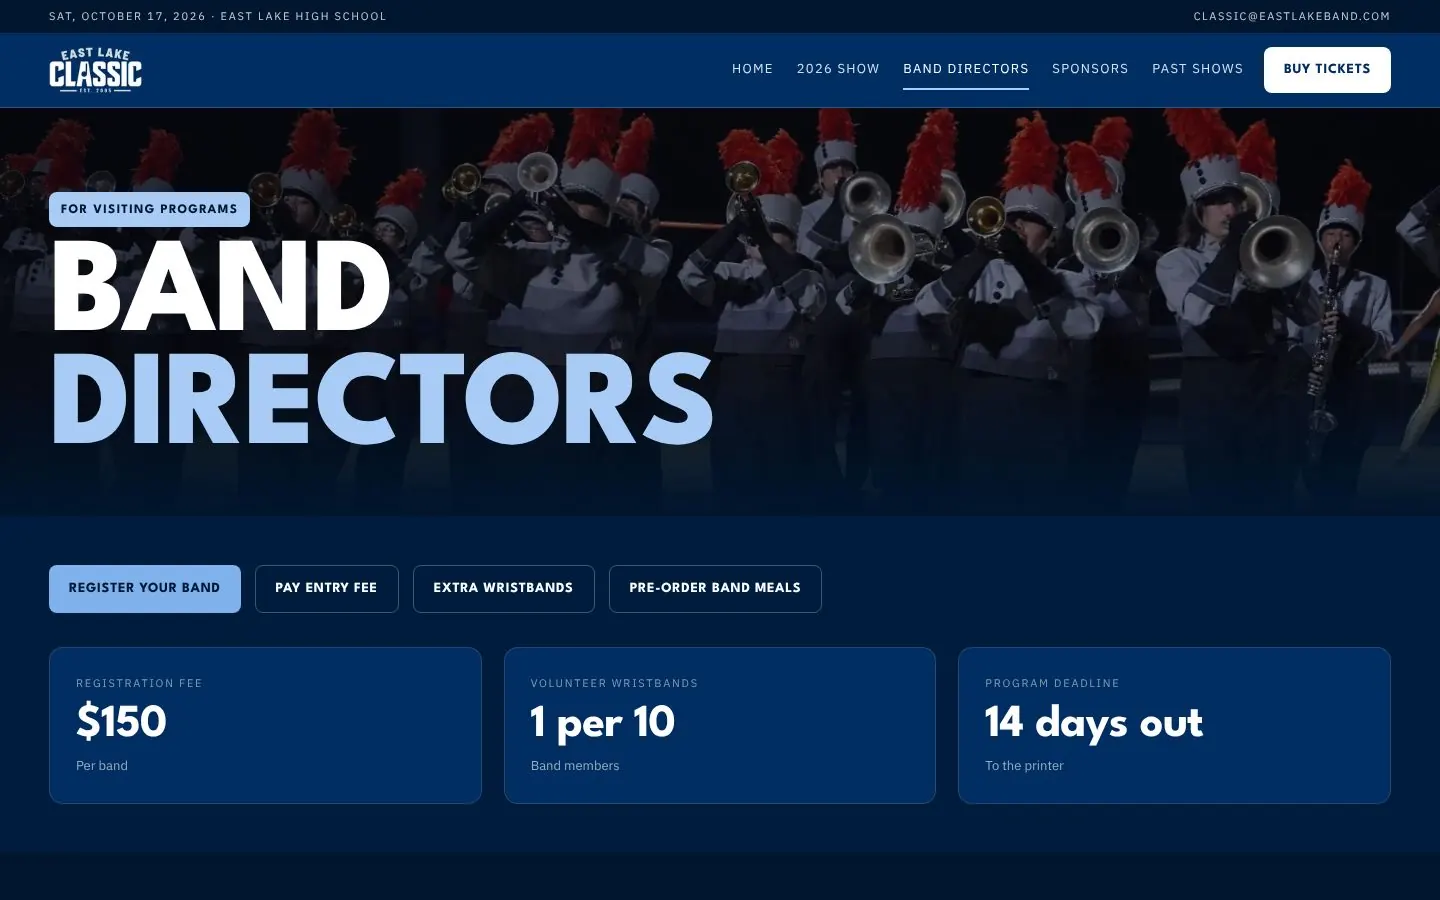 SAT, OCTOBER 17, 2026 · EAST LAKE HIGH SCHOOL
CLASSIC@EASTLAKEBAND.COM
EAST LAKE
CLASSIC
EST. 2005
HOME
2026 SHOW
BAND DIRECTORS
SPONSORS
PAST SHOWS
BUY TICKETS
FOR VISITING PROGRAMS
BAND
DIRECTORS
REGISTER YOUR BAND
PAY ENTRY FEE
EXTRA WRISTBANDS
PRE-ORDER BAND MEALS
REGISTRATION FEE
$150
Per band
VOLUNTEER WRISTBANDS
1 per 10
Band members
PROGRAM DEADLINE
14 days out
To the printer